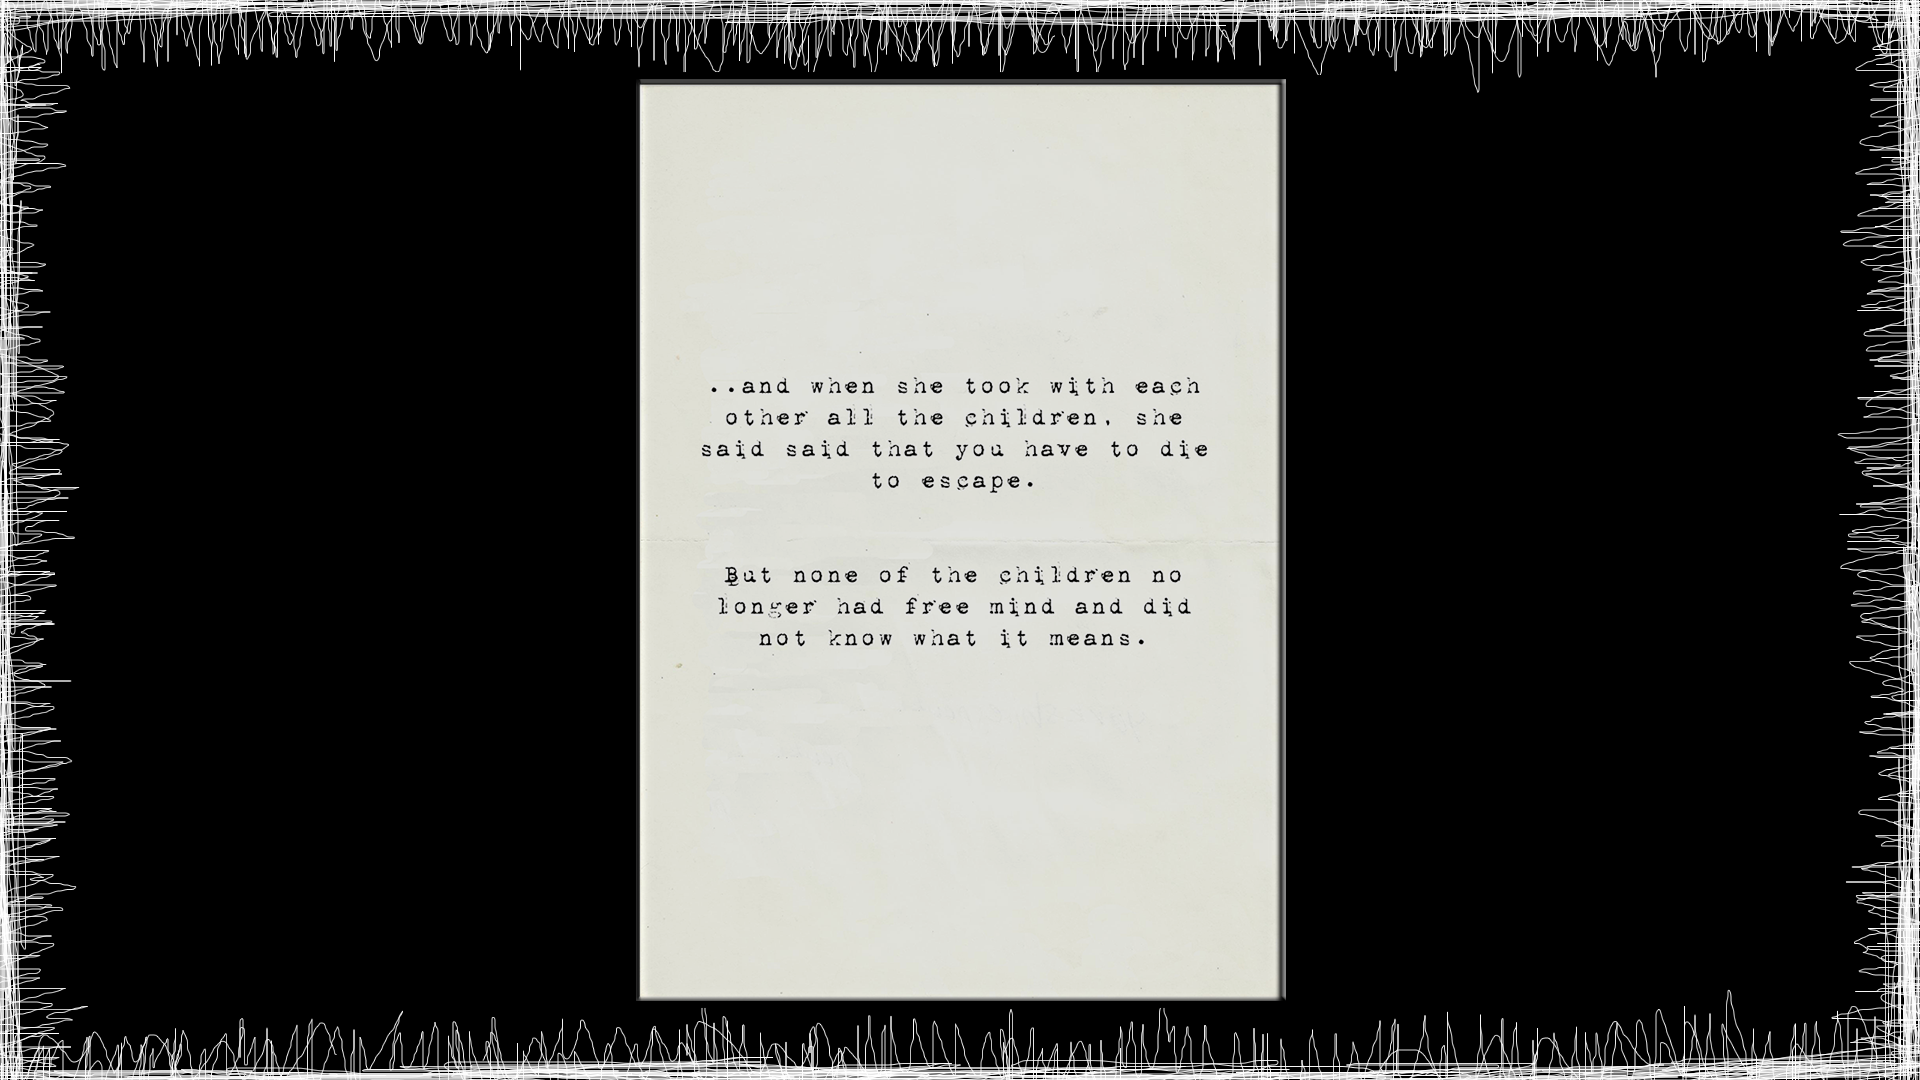 ..and when she took with each
other all the children, she
said said that you have to die
to escape.
But none of the children no
longer had free mind and did
not know what it means.